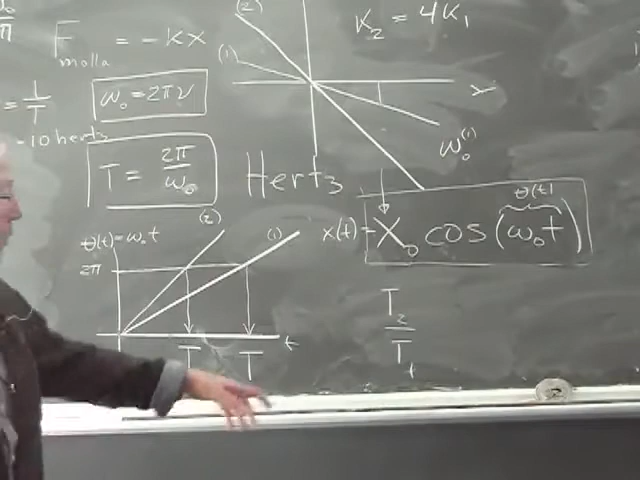 F molla = -kx
= 1/T
-10 hertz
ω₀ = 2πν
T = 2π/ω₀
Hertz
(2)
(1)
K₂ = 4K₁
x
ω₀⁽¹⁾
θ(t)
x(t) = X₀ cos(ω₀t)
θ(t) = ω₀t
(2)
(1)
2π
T T t
T₂
T₁